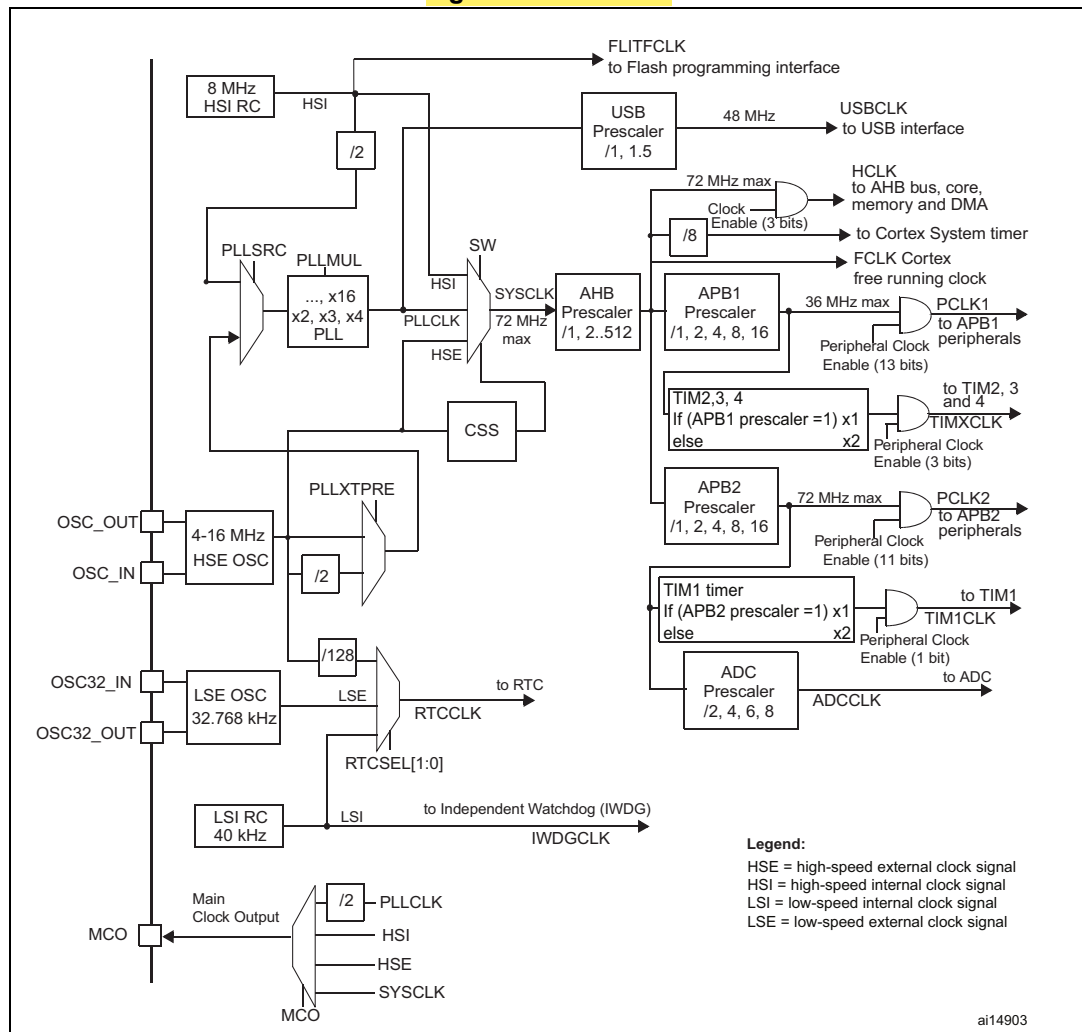 FLITFCLK
to Flash programming interface
8 MHz
HSI RC
HSI
/2
USB
Prescaler
/1, 1.5
48 MHz
USBCLK
to USB interface
72 MHz max
Clock
Enable (3 bits)
HCLK
to AHB bus, core,
memory and DMA
/8
to Cortex System timer
FCLK Cortex
free running clock
PLLSRC
PLLMUL
..., x16
x2, x3, x4
PLL
SW
HSI
PLLCLK
HSE
SYSCLK
72 MHz
max
AHB
Prescaler
/1, 2..512
APB1
Prescaler
/1, 2, 4, 8, 16
36 MHz max
PCLK1
to APB1
peripherals
Peripheral Clock
Enable (13 bits)
TIM2,3, 4
If (APB1 prescaler =1) x1
else x2
to TIM2, 3
and 4
TIMXCLK
Peripheral Clock
Enable (3 bits)
CSS
APB2
Prescaler
/1, 2, 4, 8, 16
72 MHz max
PCLK2
to APB2
peripherals
Peripheral Clock
Enable (11 bits)
TIM1 timer
If (APB2 prescaler =1) x1
else x2
to TIM1
TIM1CLK
Peripheral Clock
Enable (1 bit)
ADC
Prescaler
/2, 4, 6, 8
to ADC
ADCCLK
PLLXTPRE
OSC_OUT
OSC_IN
4-16 MHz
HSE OSC
/2
/128
OSC32_IN
OSC32_OUT
LSE OSC
32.768 kHz
LSE
to RTC
RTCCLK
RTCSEL[1:0]
LSI RC
40 kHz
LSI
to Independent Watchdog (IWDG)
IWDGCLK
Main
Clock Output
MCO
/2
PLLCLK
HSI
HSE
SYSCLK
MCO
Legend:
HSE = high-speed external clock signal
HSI = high-speed internal clock signal
LSI = low-speed internal clock signal
LSE = low-speed external clock signal
ai14903